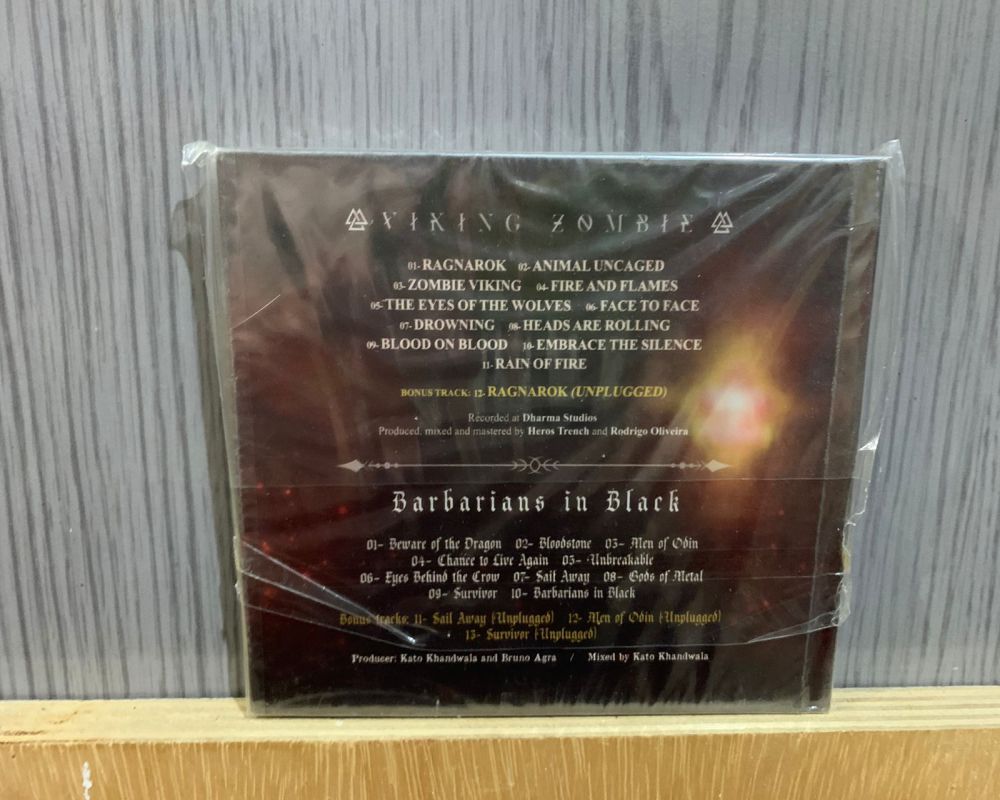 VIKING ZOMBIE
01- RAGNAROK 02- ANIMAL UNCAGED
03- ZOMBIE VIKING 04- FIRE AND FLAMES
05- THE EYES OF THE WOLVES 06- FACE TO FACE
07- DROWNING 08- HEADS ARE ROLLING
09- BLOOD ON BLOOD 10- EMBRACE THE SILENCE
11- RAIN OF FIRE
BONUS TRACK: 12- RAGNAROK (UNPLUGGED)
Recorded at Dharma Studios
Produced, mixed and mastered by Heros Trench and Rodrigo Oliveira
Barbarians in Black
01- Beware of the Dragon 02- Bloodstone 03- Men of Odin
04- Chance to Live Again 05- Unbreakable
06- Eyes Behind the Crow 07- Sail Away 08- Gods of Metal
09- Survivor 10- Barbarians in Black
Bonus tracks: 11- Sail Away (Unplugged) 12- Men of Odin (Unplugged)
13- Survivor (Unplugged)
Producer: Kato Khandwala and Bruno Agra / Mixed by Kato Khandwala